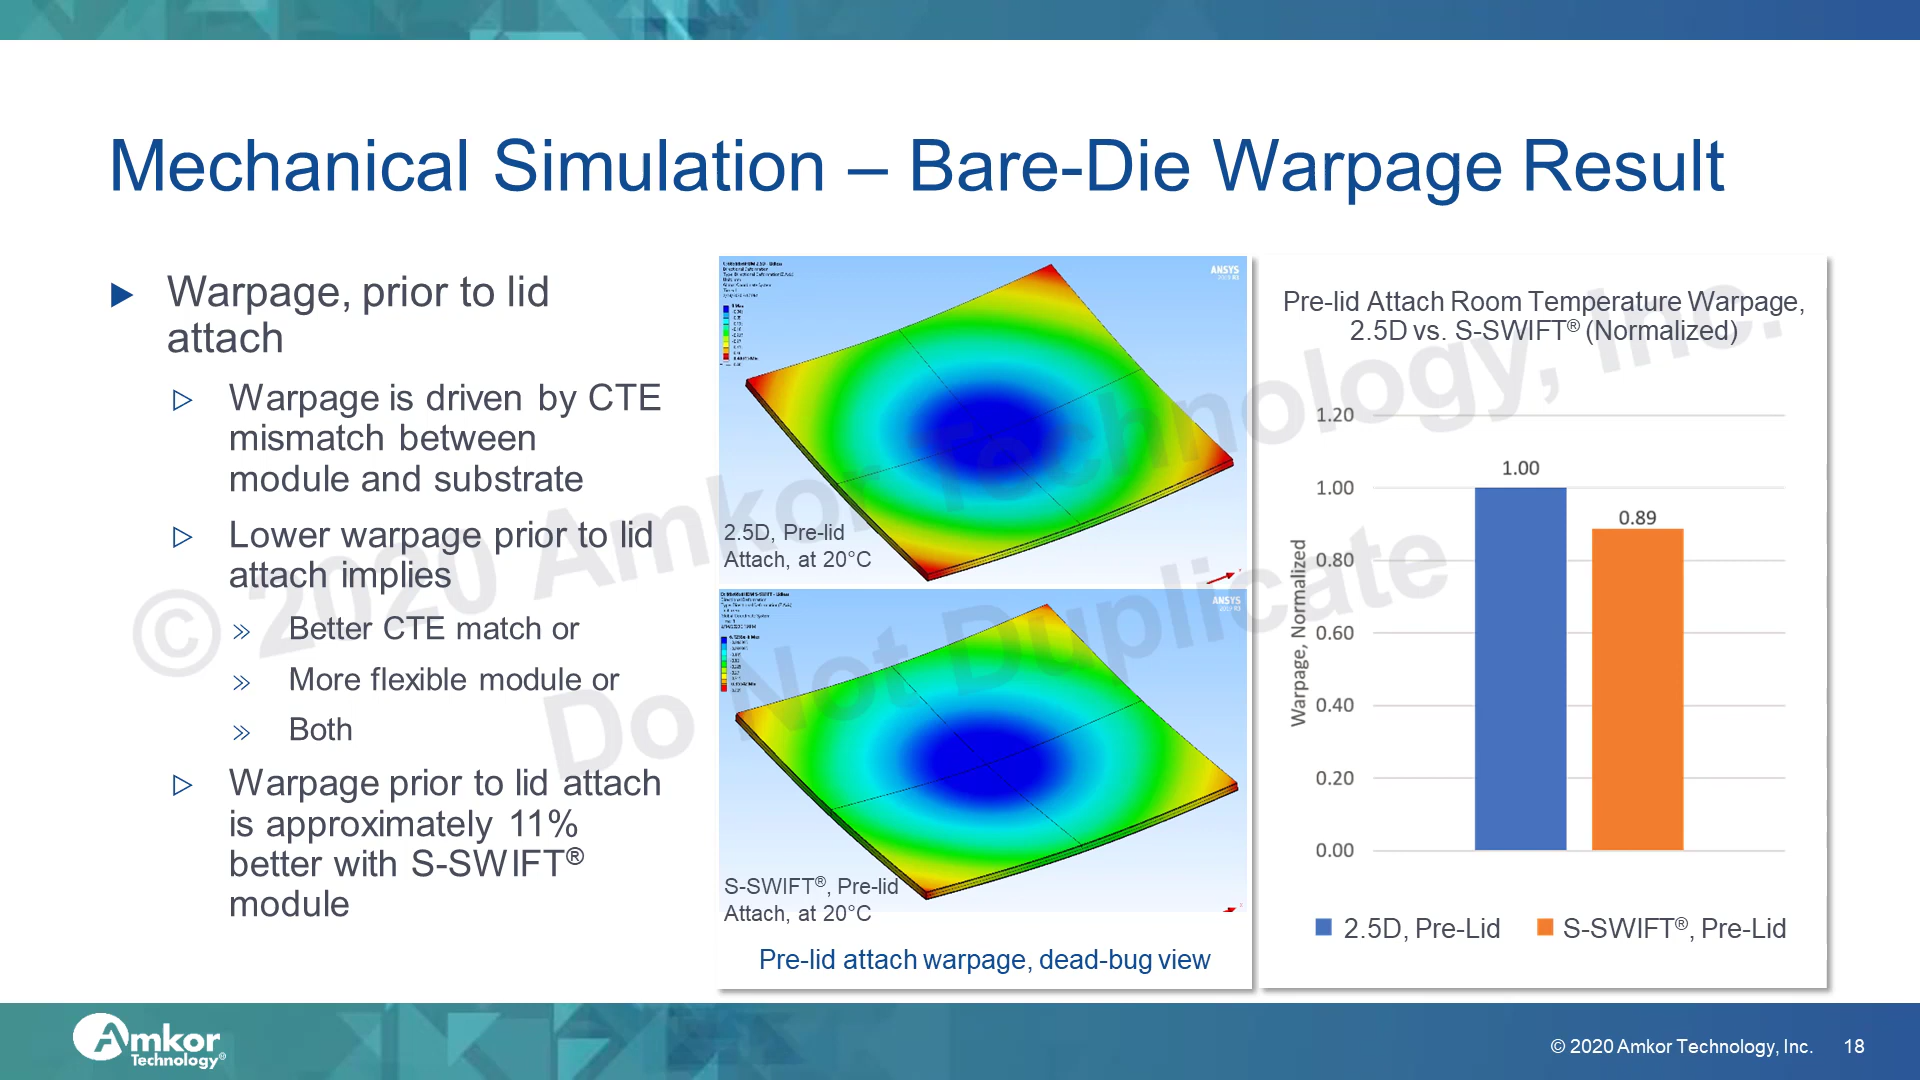 Mechanical Simulation – Bare-Die Warpage Result
Warpage, prior to lid
attach
Warpage is driven by CTE
mismatch between
module and substrate
Lower warpage prior to lid
attach implies
Better CTE match or
More flexible module or
Both
Warpage prior to lid attach
is approximately 11%
better with S-SWIFT®
module
ANSYS
2.5D, Pre-lid
Attach, at 20°C
ANSYS
S-SWIFT®, Pre-lid
Attach, at 20°C
Pre-lid attach warpage, dead-bug view
Pre-lid Attach Room Temperature Warpage,
2.5D vs. S-SWIFT® (Normalized)
Warpage, Normalized
1.20
1.00
0.80
0.60
0.40
0.20
0.00
1.00
0.89
2.5D, Pre-Lid
S-SWIFT®, Pre-Lid
© 2020 Amkor Technology, Inc.
Do Not Duplicate
Amkor
Technology®
© 2020 Amkor Technology, Inc. 18